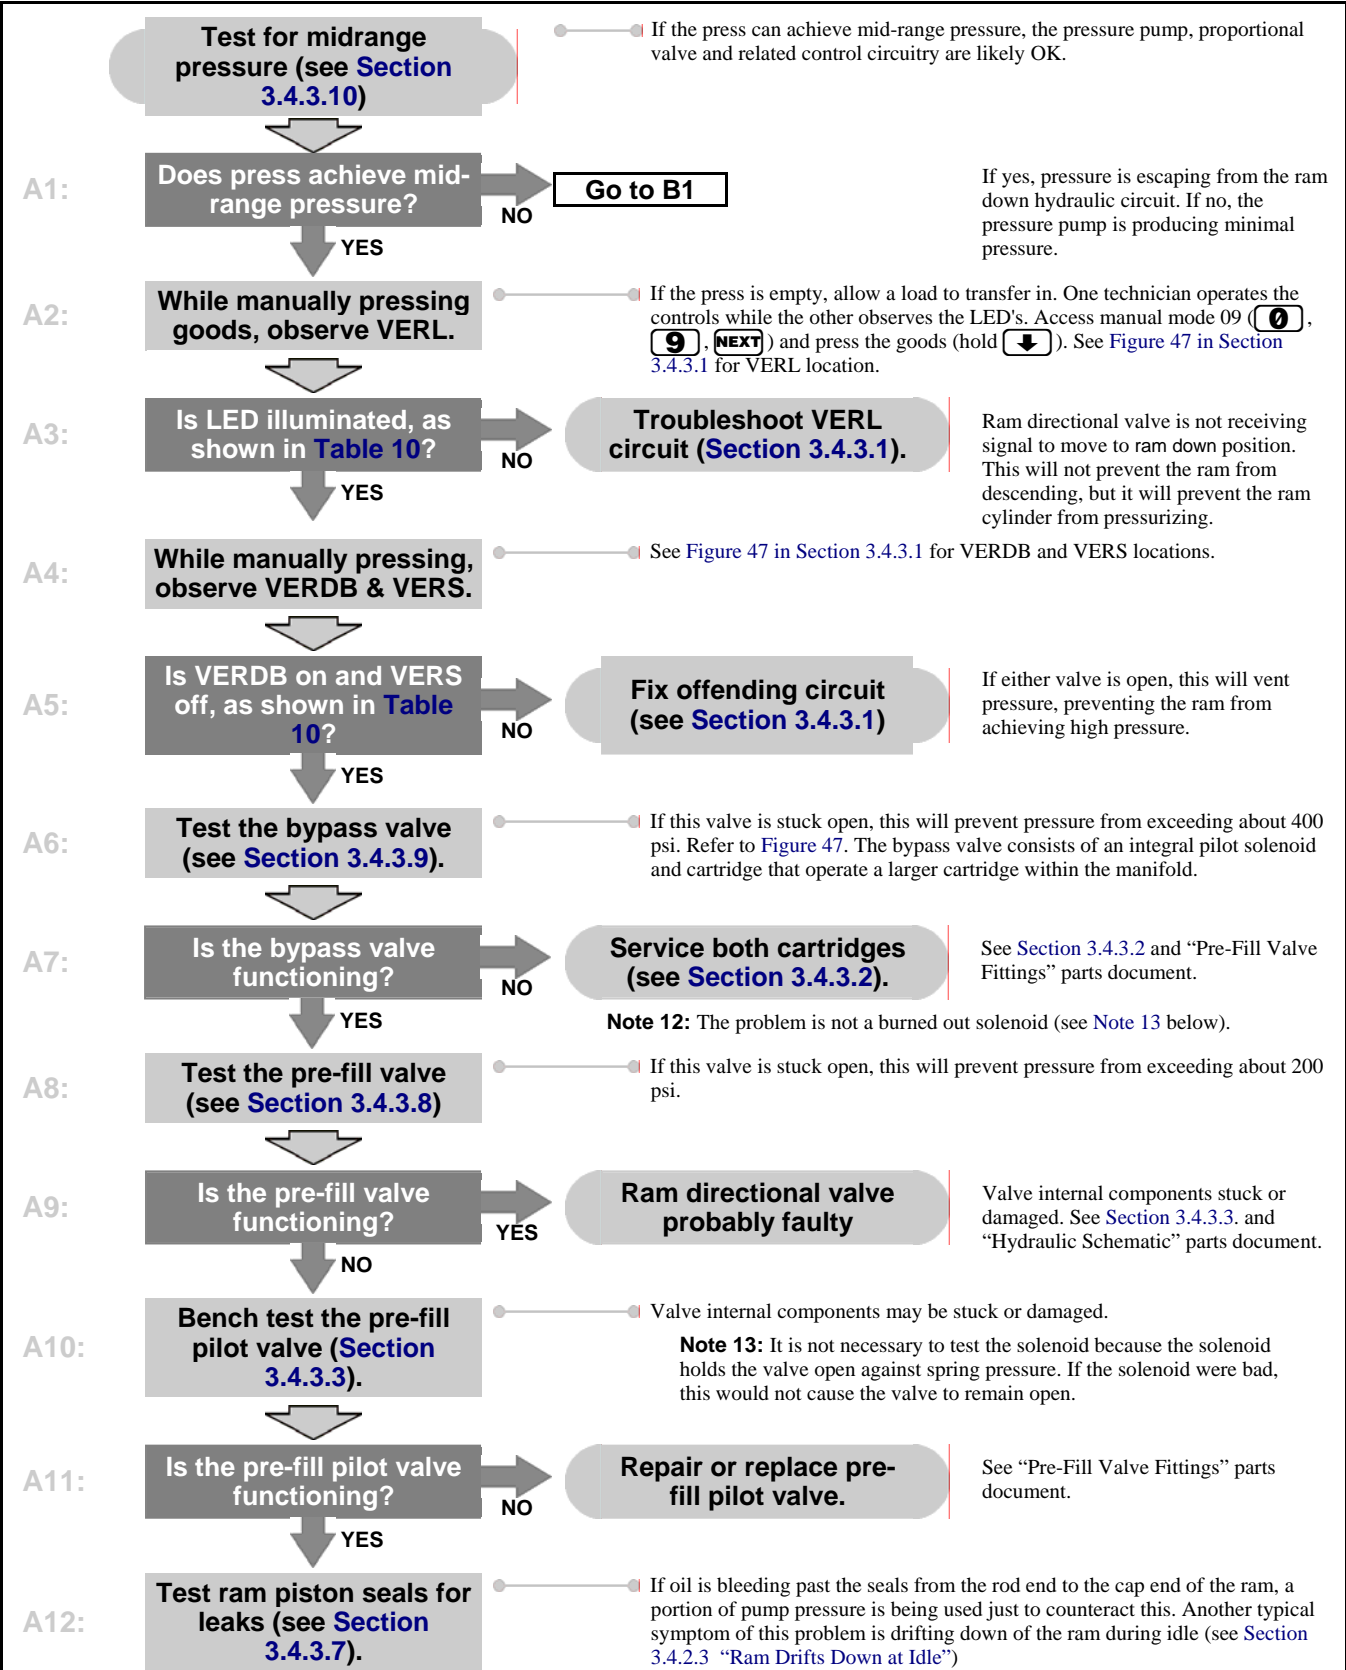 Test for midrange
pressure (see Section
3.4.3.10)
If the press can achieve mid-range pressure, the pressure pump, proportional
valve and related control circuitry are likely OK.
A1:
Does press achieve mid-
range pressure?
NO
Go to B1
If yes, pressure is escaping from the ram
down hydraulic circuit. If no, the
pressure pump is producing minimal
pressure.
YES
A2:
While manually pressing
goods, observe VERL.
If the press is empty, allow a load to transfer in. One technician operates the
controls while the other observes the LED's. Access manual mode 09 ( 0 ,
9 , NEXT ) and press the goods (hold ). See Figure 47 in Section
3.4.3.1 for VERL location.
A3:
Is LED illuminated, as
shown in Table 10?
NO
Troubleshoot VERL
circuit (Section 3.4.3.1).
Ram directional valve is not receiving
signal to move to ram down position.
This will not prevent the ram from
descending, but it will prevent the ram
cylinder from pressurizing.
YES
A4:
While manually pressing,
observe VERDB & VERS.
See Figure 47 in Section 3.4.3.1 for VERDB and VERS locations.
A5:
Is VERDB on and VERS
off, as shown in Table
10?
NO
Fix offending circuit
(see Section 3.4.3.1)
If either valve is open, this will vent
pressure, preventing the ram from
achieving high pressure.
YES
A6:
Test the bypass valve
(see Section 3.4.3.9).
If this valve is stuck open, this will prevent pressure from exceeding about 400
psi. Refer to Figure 47. The bypass valve consists of an integral pilot solenoid
and cartridge that operate a larger cartridge within the manifold.
A7:
Is the bypass valve
functioning?
NO
Service both cartridges
(see Section 3.4.3.2).
See Section 3.4.3.2 and “Pre-Fill Valve
Fittings” parts document.
YES
Note 12: The problem is not a burned out solenoid (see Note 13 below).
A8:
Test the pre-fill valve
(see Section 3.4.3.8)
If this valve is stuck open, this will prevent pressure from exceeding about 200
psi.
A9:
Is the pre-fill valve
functioning?
YES
Ram directional valve
probably faulty
Valve internal components stuck or
damaged. See Section 3.4.3.3. and
“Hydraulic Schematic” parts document.
NO
A10:
Bench test the pre-fill
pilot valve (Section
3.4.3.3).
Valve internal components may be stuck or damaged.
Note 13: It is not necessary to test the solenoid because the solenoid
holds the valve open against spring pressure. If the solenoid were bad,
this would not cause the valve to remain open.
A11:
Is the pre-fill pilot valve
functioning?
NO
Repair or replace pre-
fill pilot valve.
See “Pre-Fill Valve Fittings” parts
document.
YES
A12:
Test ram piston seals for
leaks (see Section
3.4.3.7).
If oil is bleeding past the seals from the rod end to the cap end of the ram, a
portion of pump pressure is being used just to counteract this. Another typical
symptom of this problem is drifting down of the ram during idle (see Section
3.4.2.3 “Ram Drifts Down at Idle”)